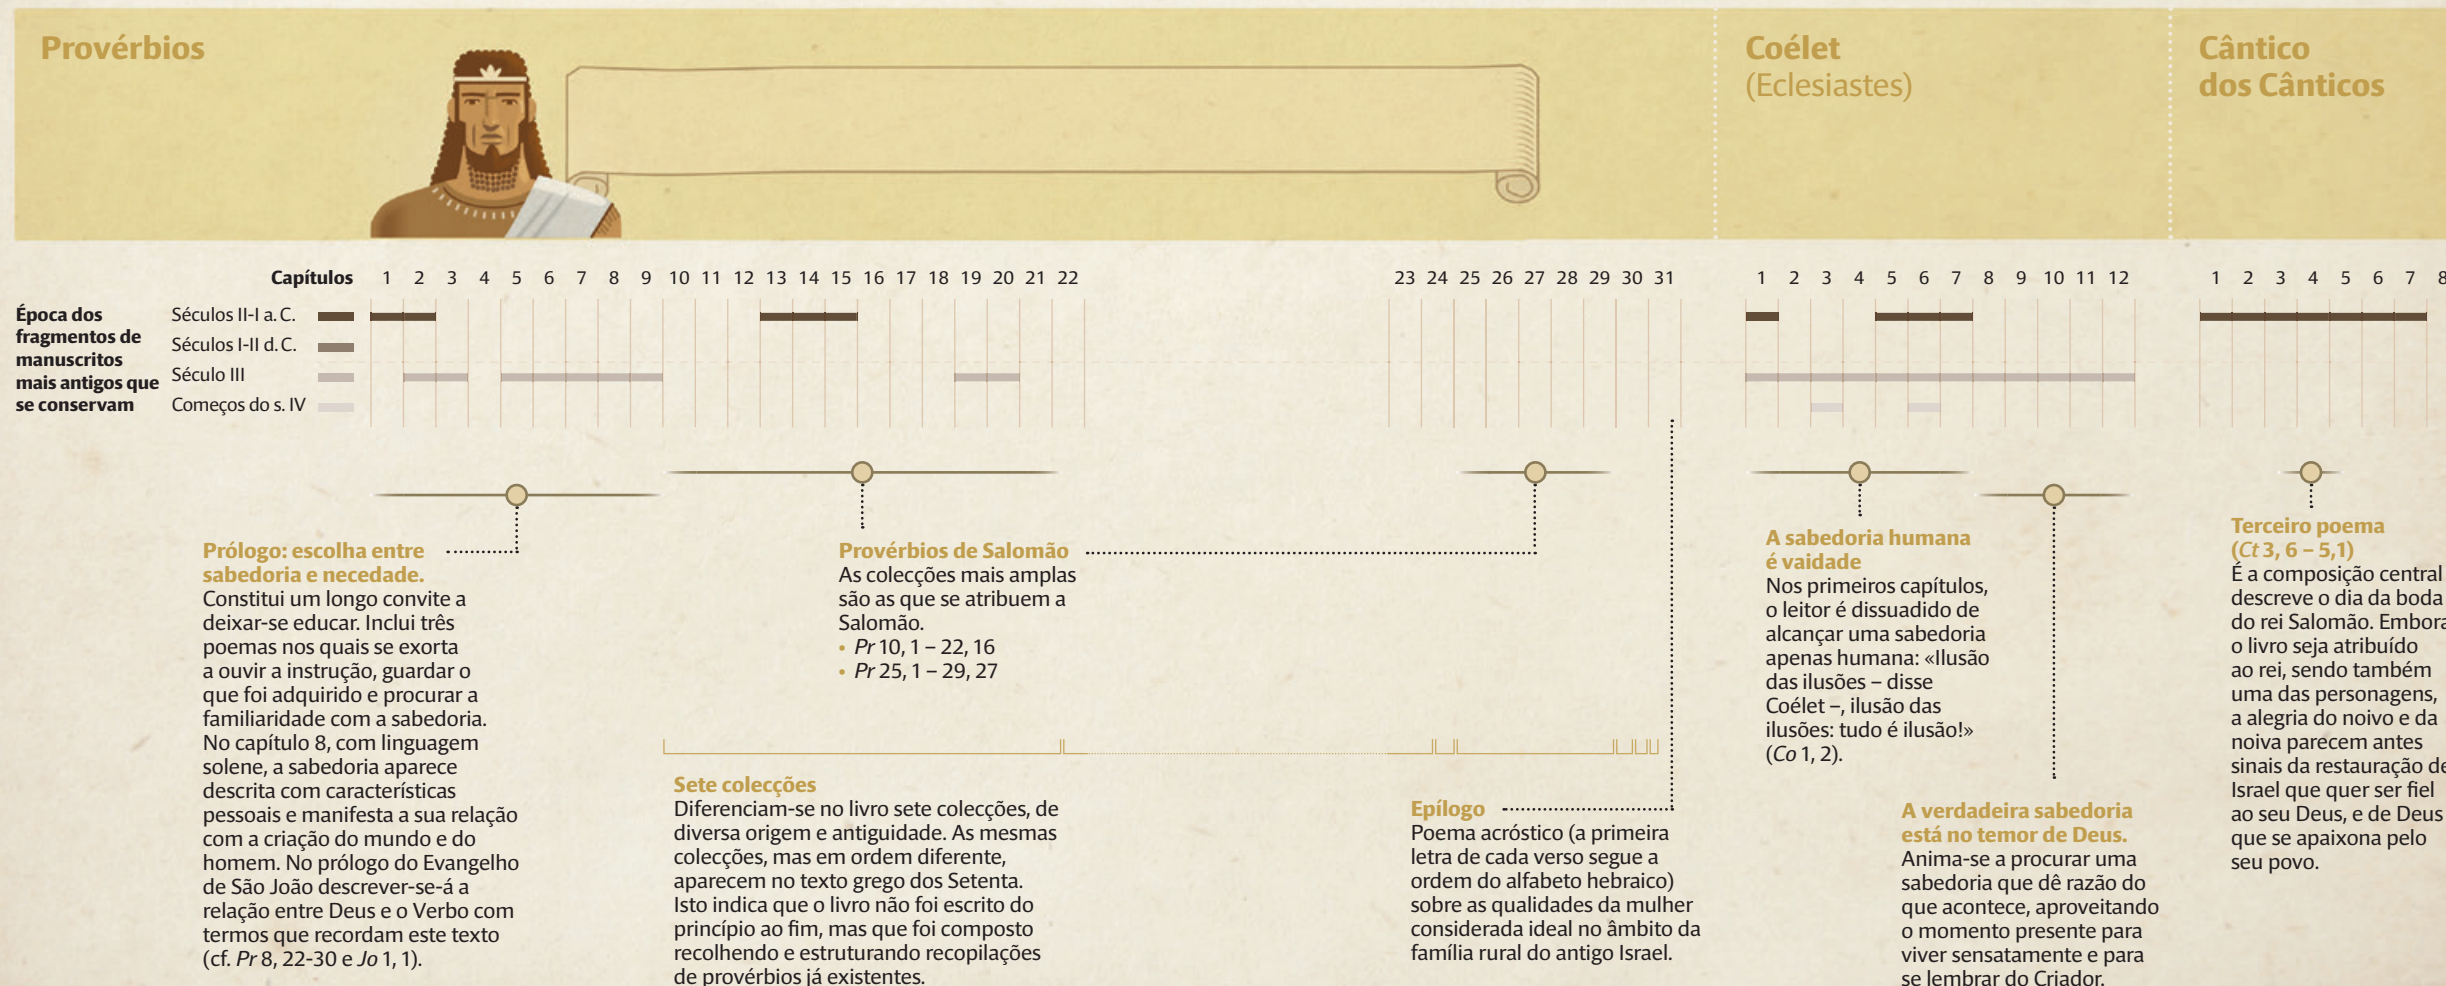 Provérbios
Coélet
(Eclesiastes)
Cântico
dos Cânticos
Capítulos 1 2 3 4 5 6 7 8 9 10 11 12 13 14 15 16 17 18 19 20 21 22 23 24 25 26 27 28 29 30 31
1 2 3 4 5 6 7 8 9 10 11 12
1 2 3 4 5 6 7 8
Época dos
fragmentos de
manuscritos
mais antigos que
se conservam
Séculos II-I a. C.
Séculos I-II d. C.
Século III
Começos do s. IV
Prólogo: escolha entre
sabedoria e necedade.
Constitui um longo convite a
deixar-se educar. Inclui três
poemas nos quais se exorta
a ouvir a instrução, guardar o
que foi adquirido e procurar a
familiaridade com a sabedoria.
No capítulo 8, com linguagem
solene, a sabedoria aparece
descrita com características
pessoais e manifesta a sua relação
com a criação do mundo e do
homem. No prólogo do Evangelho
de São João descrever-se-á a
relação entre Deus e o Verbo com
termos que recordam este texto
(cf. Pr 8, 22-30 e Jo 1, 1).
Provérbios de Salomão
As colecções mais amplas
são as que se atribuem a
Salomão.
• Pr 10, 1 – 22, 16
• Pr 25, 1 – 29, 27
Sete colecções
Diferenciam-se no livro sete colecções, de
diversa origem e antiguidade. As mesmas
colecções, mas em ordem diferente,
aparecem no texto grego dos Setenta.
Isto indica que o livro não foi escrito do
princípio ao fim, mas que foi composto
recolhendo e estruturando recopilações
de provérbios já existentes.
Epílogo
Poema acróstico (a primeira
letra de cada verso segue a
ordem do alfabeto hebraico)
sobre as qualidades da mulher
considerada ideal no âmbito da
família rural do antigo Israel.
A sabedoria humana
é vaidade
Nos primeiros capítulos,
o leitor é dissuadido de
alcançar uma sabedoria
apenas humana: «Ilusão
das ilusões – disse
Coélet –, ilusão das
ilusões: tudo é ilusão!»
(Co 1, 2).
A verdadeira sabedoria
está no temor de Deus.
Anima-se a procurar uma
sabedoria que dê razão do
que acontece, aproveitando
o momento presente para
viver sensatamente e para
se lembrar do Criador.
Terceiro poema
(Ct 3, 6 – 5,1)
É a composição central
descreve o dia da boda
do rei Salomão. Embora
o livro seja atribuído
ao rei, sendo também
uma das personagens,
a alegria do noivo e da
noiva parecem antes
sinais da restauração de
Israel que quer ser fiel
ao seu Deus, e de Deus
que se apaixona pelo
seu povo.